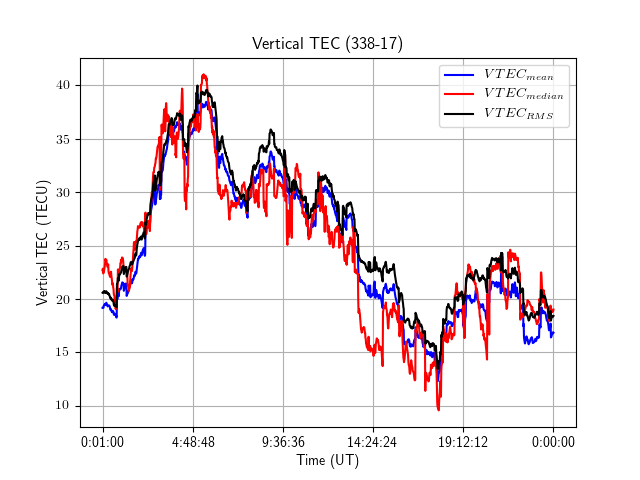 Vertical TEC (338-17)
VTEC_mean
VTEC_median
VTEC_RMS
Vertical TEC (TECU)
40
35
30
25
20
15
10
0:01:00 4:48:48 9:36:36 14:24:24 19:12:12 0:00:00
Time (UT)